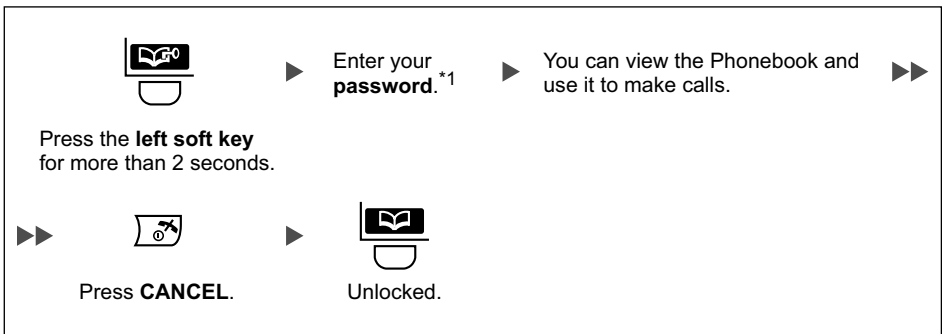 Enter your
password.*1
You can view the Phonebook and
use it to make calls.
Press the left soft key
for more than 2 seconds.
Press CANCEL.
Unlocked.